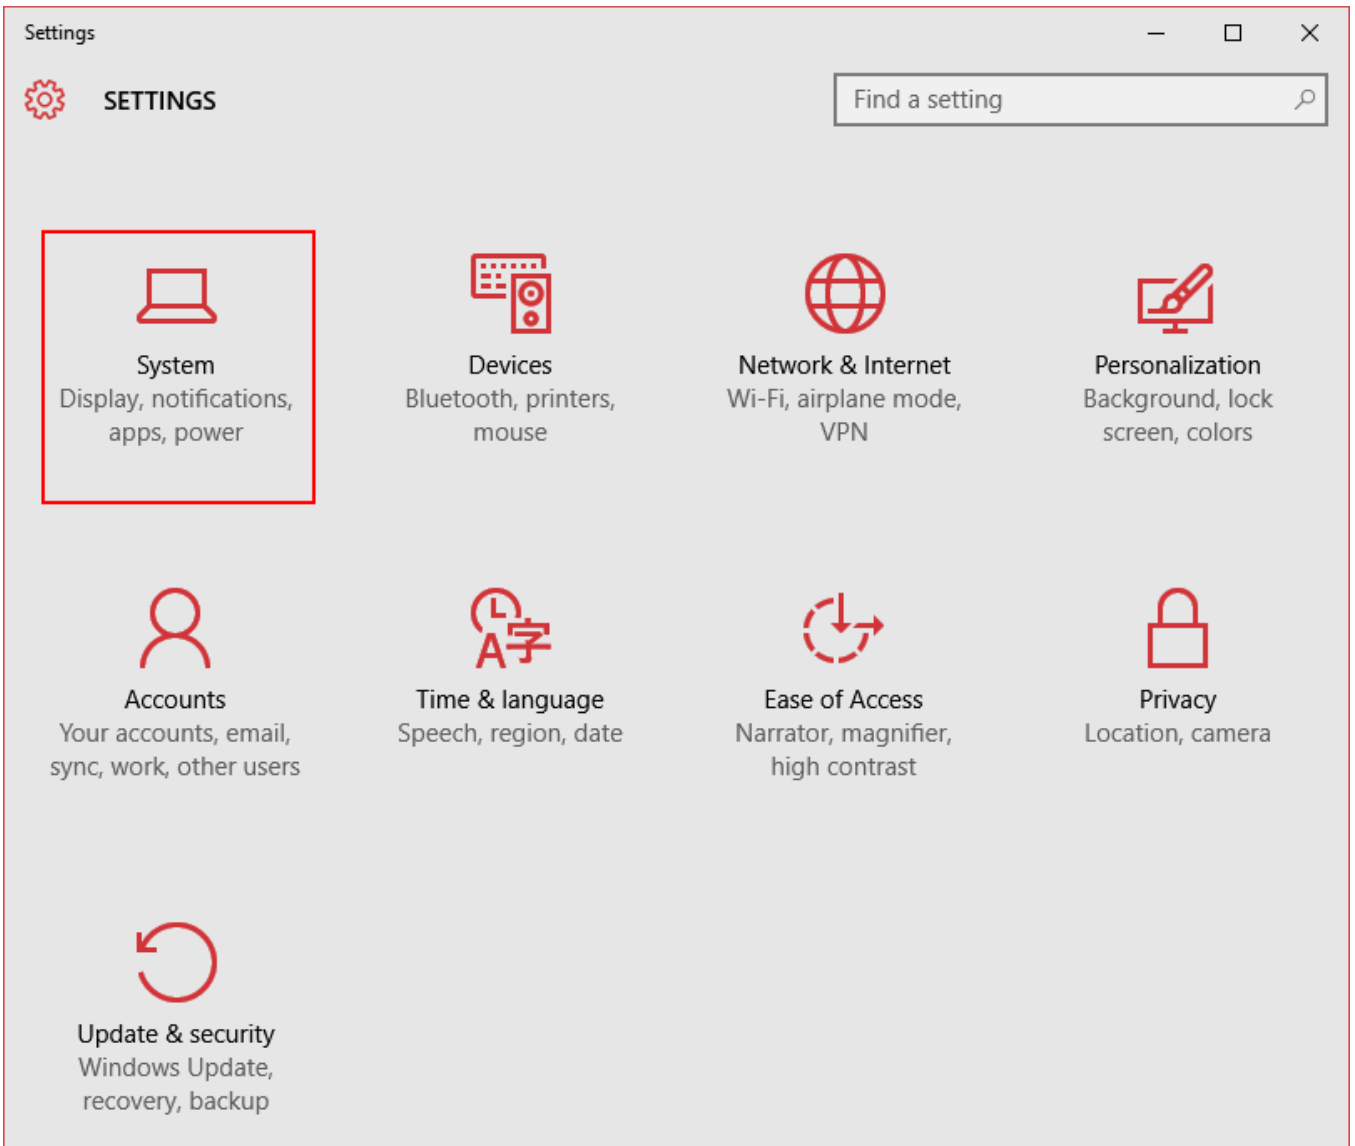 Settings
SETTINGS
Find a setting
System
Display, notifications,
apps, power
Devices
Bluetooth, printers,
mouse
Network & Internet
Wi-Fi, airplane mode,
VPN
Personalization
Background, lock
screen, colors
Accounts
Your accounts, email,
sync, work, other users
A字
Time & language
Speech, region, date
Ease of Access
Narrator, magnifier,
high contrast
Privacy
Location, camera
Update & security
Windows Update,
recovery, backup